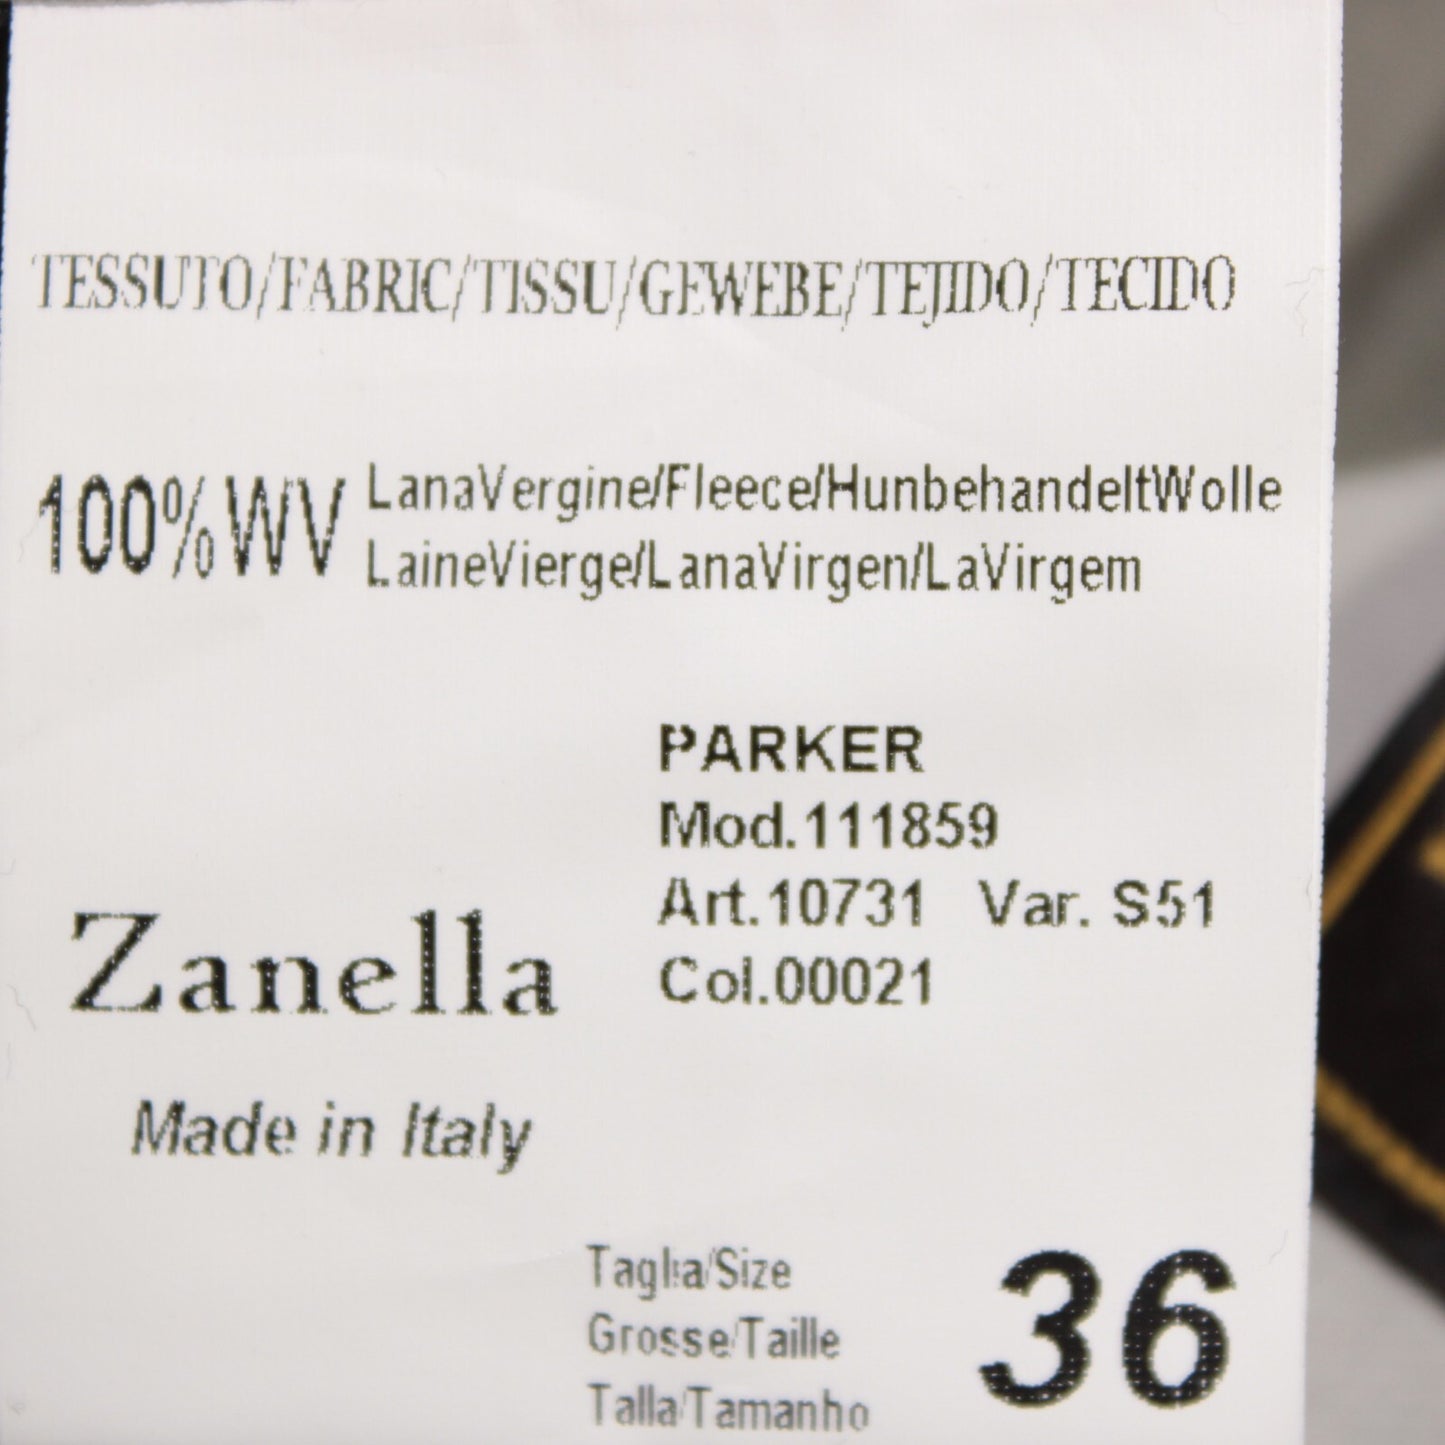 TESSUTO/FABRIC/TISSU/GEWEBE/TEJIDO/TECIDO
100%WV LanaVergine/Fleece/HunbehandeltWolle
LaineVierge/LanaVirgen/LaVirgem
PARKER
Mod.111859
Art.10731 Var. S51
Col.00021
Zanella
Made in Italy
Taglia/Size
Grosse/Taille
Talla/Tamanho
36